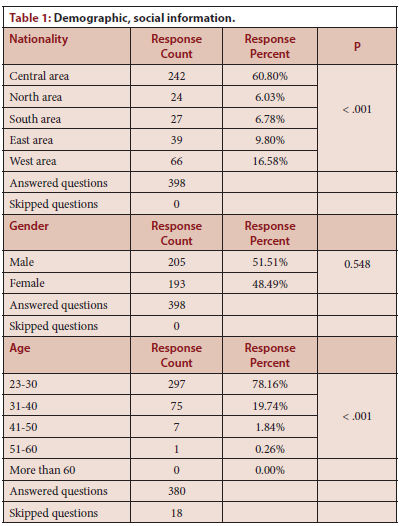 Table 1: Demographic, social information.
Nationality Response Count Response Percent P
Central area 242 60.80% < .001
North area 24 6.03%
South area 27 6.78%
East area 39 9.80%
West area 66 16.58%
Answered questions 398
Skipped questions 0
Gender Response Count Response Percent
Male 205 51.51% 0.548
Female 193 48.49%
Answered questions 398
Skipped questions 0
Age Response Count Response Percent
23-30 297 78.16% < .001
31-40 75 19.74%
41-50 7 1.84%
51-60 1 0.26%
More than 60 0 0.00%
Answered questions 380
Skipped questions 18